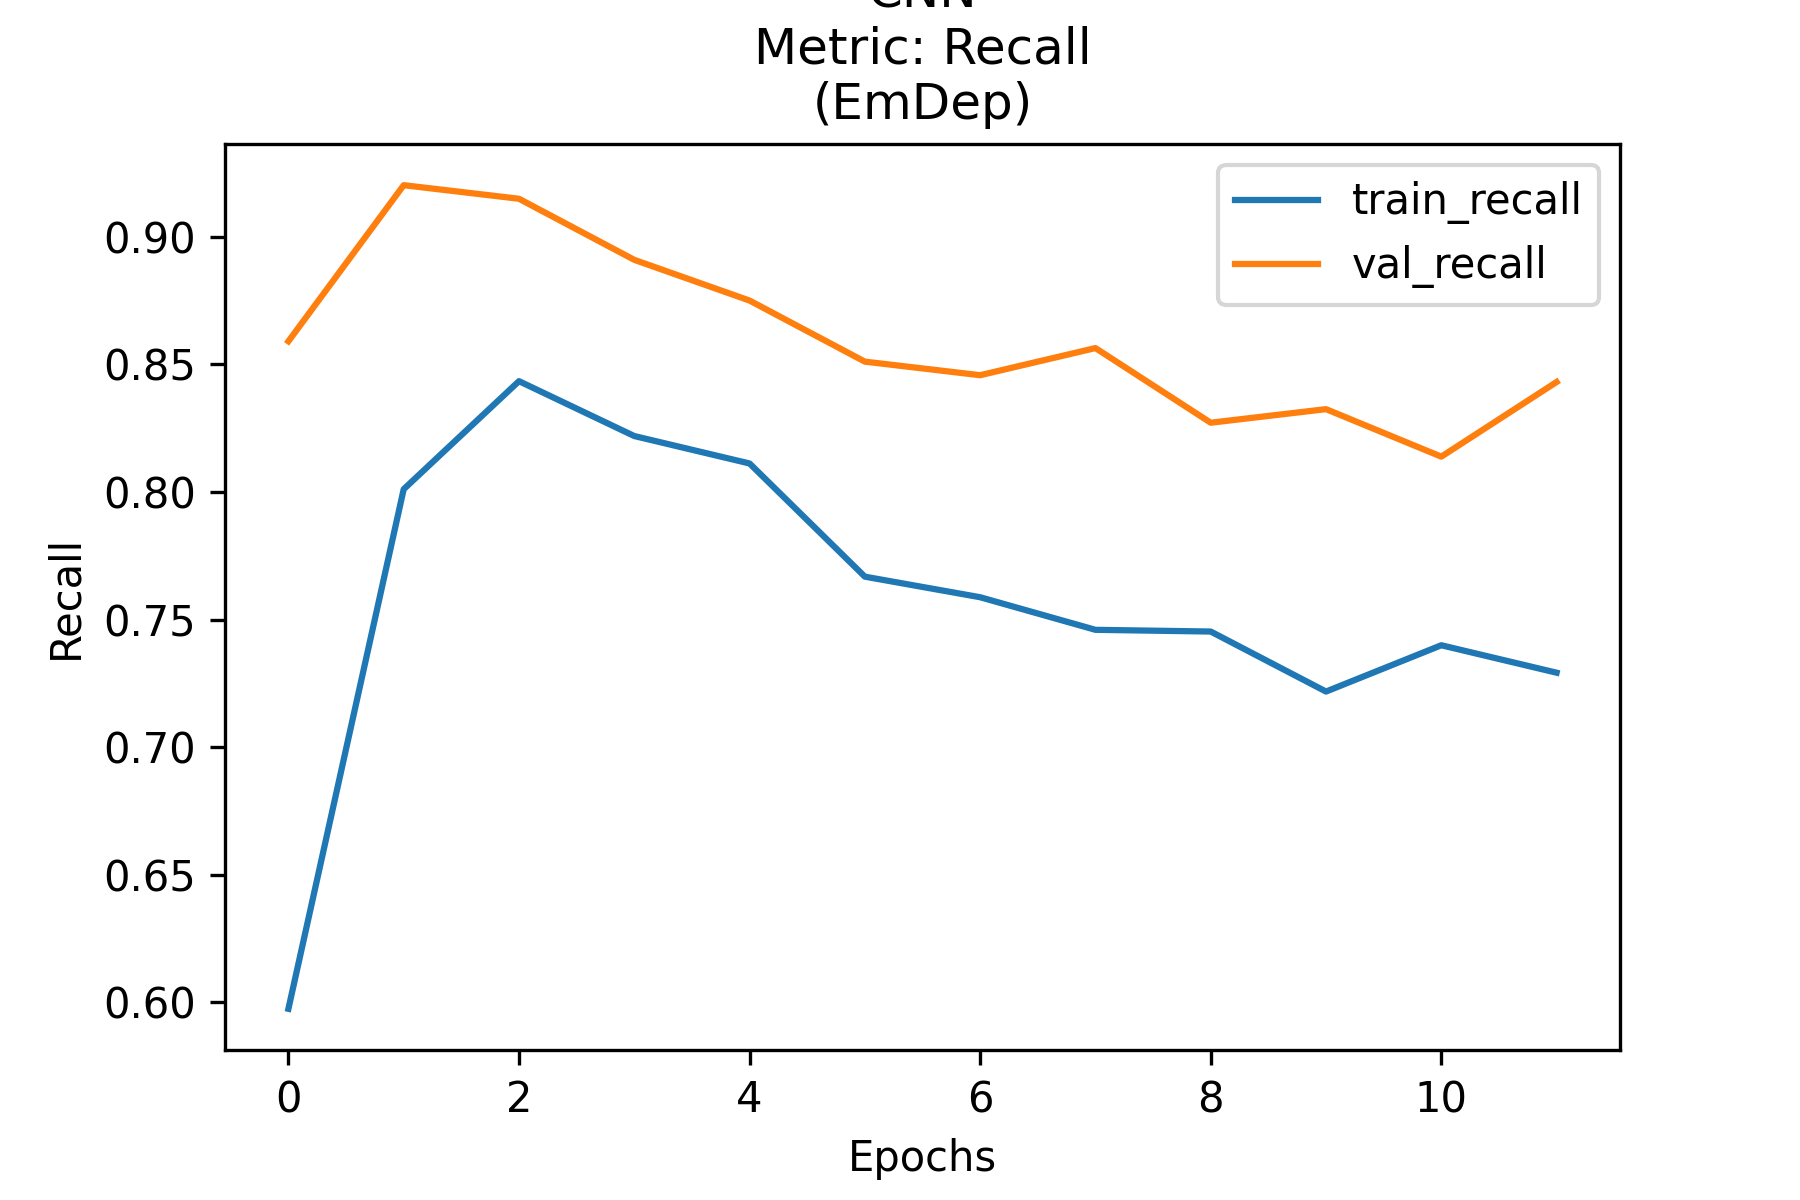 CNN
Metric: Recall
(EmDep)
train_recall
val_recall
0.90
0.85
0.80
0.75
0.70
0.65
0.60
Recall
0 2 4 6 8 10
Epochs